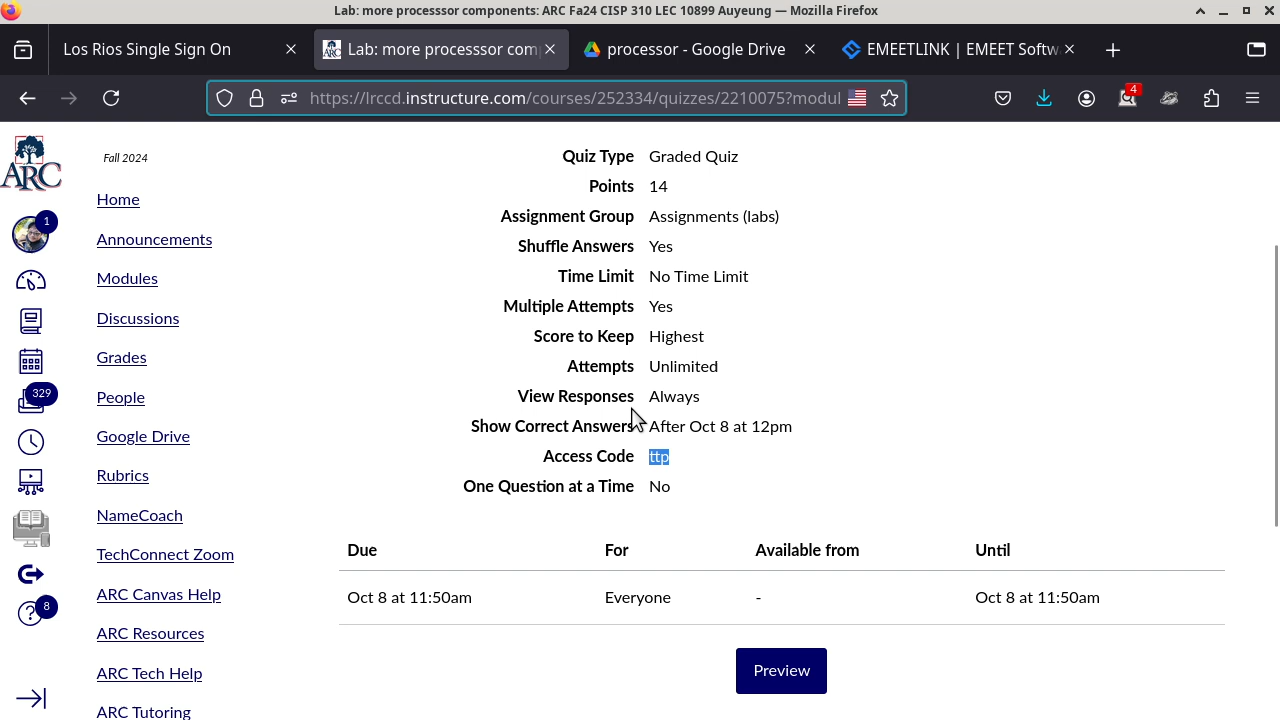 Lab: more processsor components: ARC Fa24 CISP 310 LEC 10899 Auyeung — Mozilla Firefox
Los Rios Single Sign On
Lab: more processsor com
processor - Google Drive
EMEETLINK | EMEET Softw
https://lrccd.instructure.com/courses/252334/quizzes/2210075?modul
4
ARC
Fall 2024
1
329
8
Home
Announcements
Modules
Discussions
Grades
People
Google Drive
Rubrics
NameCoach
TechConnect Zoom
ARC Canvas Help
ARC Resources
ARC Tech Help
ARC Tutoring
Quiz Type Graded Quiz
Points 14
Assignment Group Assignments (labs)
Shuffle Answers Yes
Time Limit No Time Limit
Multiple Attempts Yes
Score to Keep Highest
Attempts Unlimited
View Responses Always
Show Correct Answers After Oct 8 at 12pm
Access Code ttp
One Question at a Time No
Due For Available from Until
Oct 8 at 11:50am Everyone - Oct 8 at 11:50am
Preview